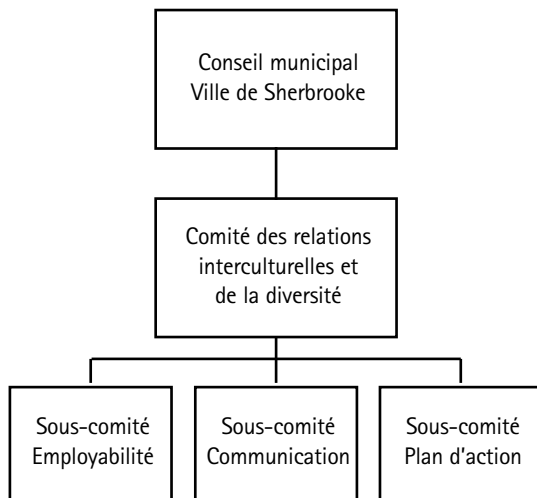 Conseil municipal
Ville de Sherbrooke
Comité des relations
interculturelles et
de la diversité
Sous-comité
Employabilité
Sous-comité
Communication
Sous-comité
Plan d'action